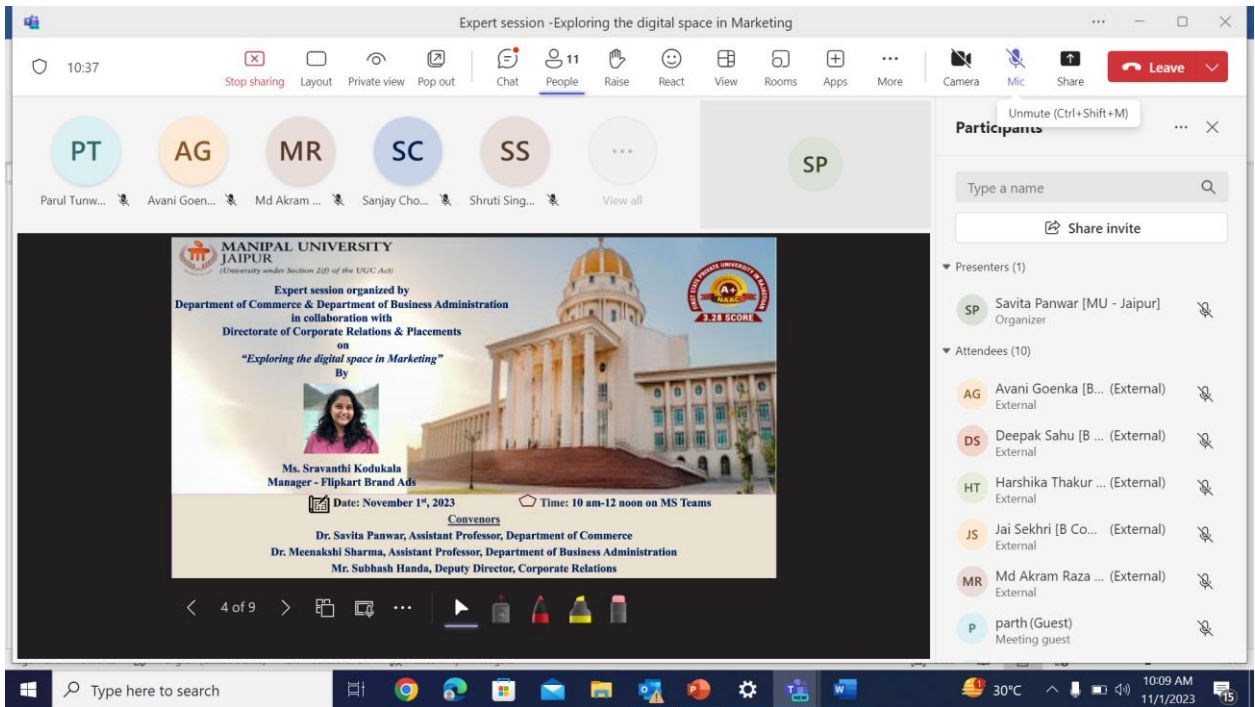 Expert session -Exploring the digital space in Marketing
10:37
Stop sharing
Layout
Private view
Pop out
Chat
11
People
Raise
React
View
Rooms
Apps
More
Camera
Mic
Share
Leave
Unmute (Ctrl+Shift+M)
PT
AG
MR
SC
SS
View all
SP
Parul Tunw...
Avani Goen...
Md Akram ...
Sanjay Cho...
Shruti Sing...
MANIPAL UNIVERSITY
JAIPUR
(University under Section 2(f) of the UGC Act)
Expert session organized by
Department of Commerce & Department of Business Administration
in collaboration with
Directorate of Corporate Relations & Placements
on
“Exploring the digital space in Marketing”
By
Ms. Sravanthi Kodukala
Manager - Flipkart Brand Ads
FIRST STATE PRIVATE UNIVERSITY IN RAJASTHAN
A+
NAAC
3.28 SCORE
Date: November 1st, 2023
Time: 10 am-12 noon on MS Teams
Convenors
Dr. Savita Panwar, Assistant Professor, Department of Commerce
Dr. Meenakshi Sharma, Assistant Professor, Department of Business Administration
Mr. Subhash Handa, Deputy Director, Corporate Relations
4 of 9
Participants
Type a name
Share invite
Presenters (1)
SP
Savita Panwar [MU - Jaipur]
Organizer
Attendees (10)
AG
Avani Goenka [B... (External)
External
DS
Deepak Sahu [B ... (External)
External
HT
Harshika Thakur ... (External)
External
JS
Jai Sekhri [B Co... (External)
External
MR
Md Akram Raza ... (External)
External
P
parth (Guest)
Meeting guest
Type here to search
30°C
10:09 AM
11/1/2023
15